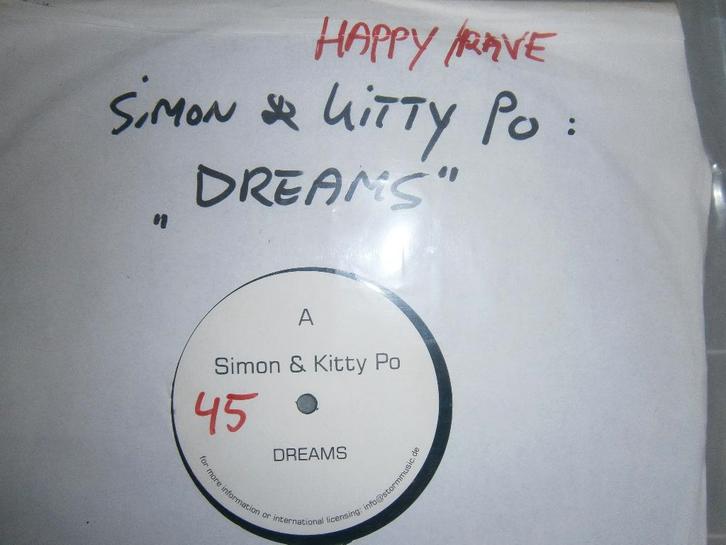 HAPPY /RAVE
SiMON & KiTTY PO :
„DREAMS"
A
Simon & Kitty Po
45
DREAMS
for more information or international licensing: info@stormmusic.de